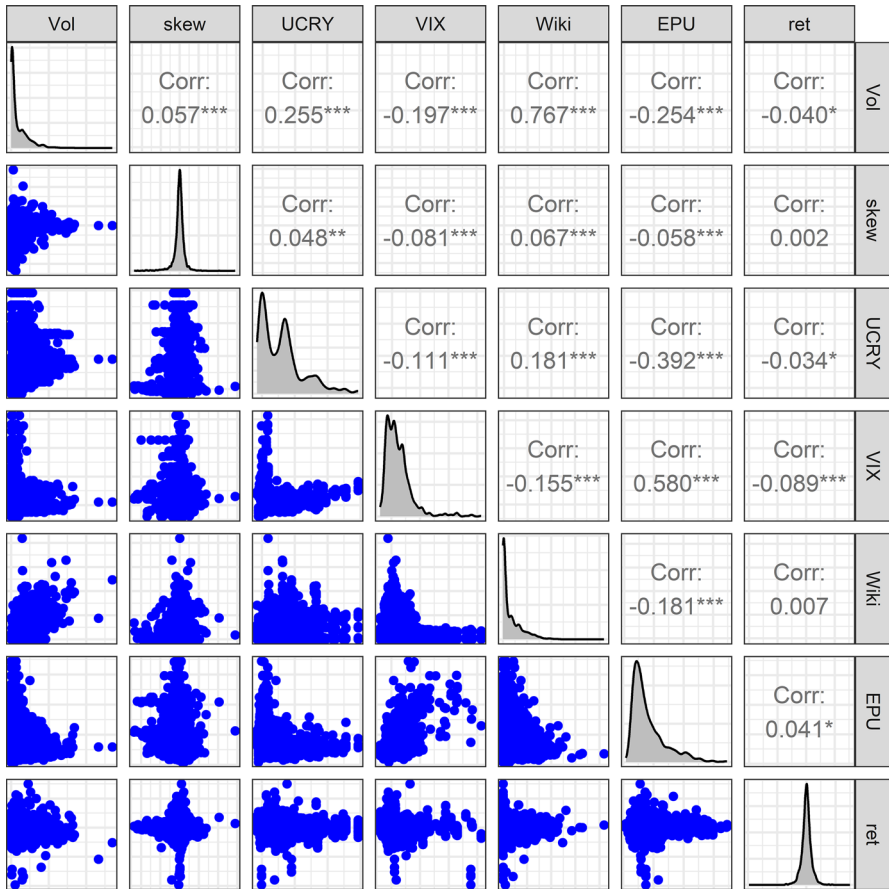 Vol skew UCRY VIX Wiki EPU ret
Corr: Corr: Corr: Corr: Corr: Corr:
0.057*** 0.255*** -0.197*** 0.767*** -0.254*** -0.040*
Vol
Corr: Corr: Corr: Corr: Corr:
0.048** -0.081*** 0.067*** -0.058*** 0.002
skew
Corr: Corr: Corr: Corr:
-0.111*** 0.181*** -0.392*** -0.034*
UCRY
Corr: Corr: Corr:
-0.155*** 0.580*** -0.089***
VIX
Corr: Corr:
-0.181*** 0.007
Wiki
Corr:
0.041*
EPU
ret